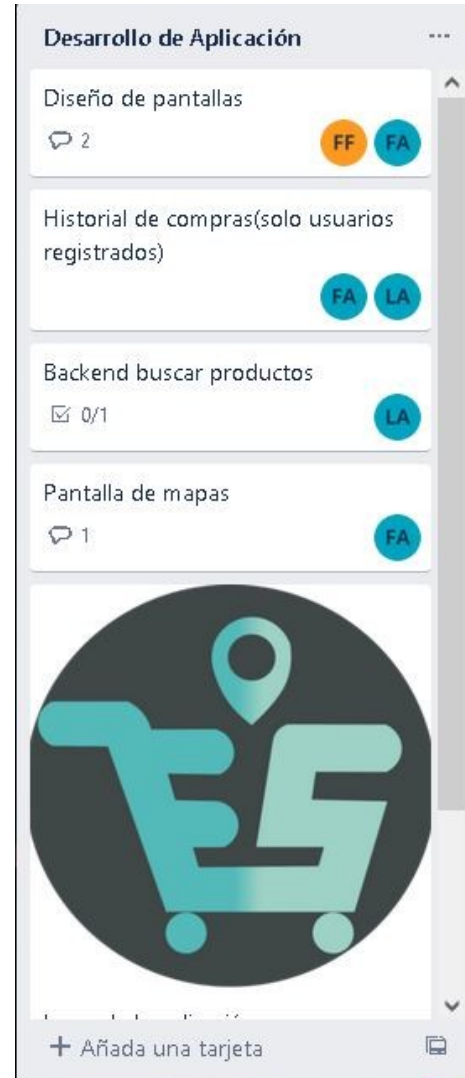 Desarrollo de Aplicación
Diseño de pantallas
2
FF FA
Historial de compras(solo usuarios
registrados)
FA LA
Backend buscar productos
0/1
LA
Pantalla de mapas
1
FA
ES
+ Añada una tarjeta